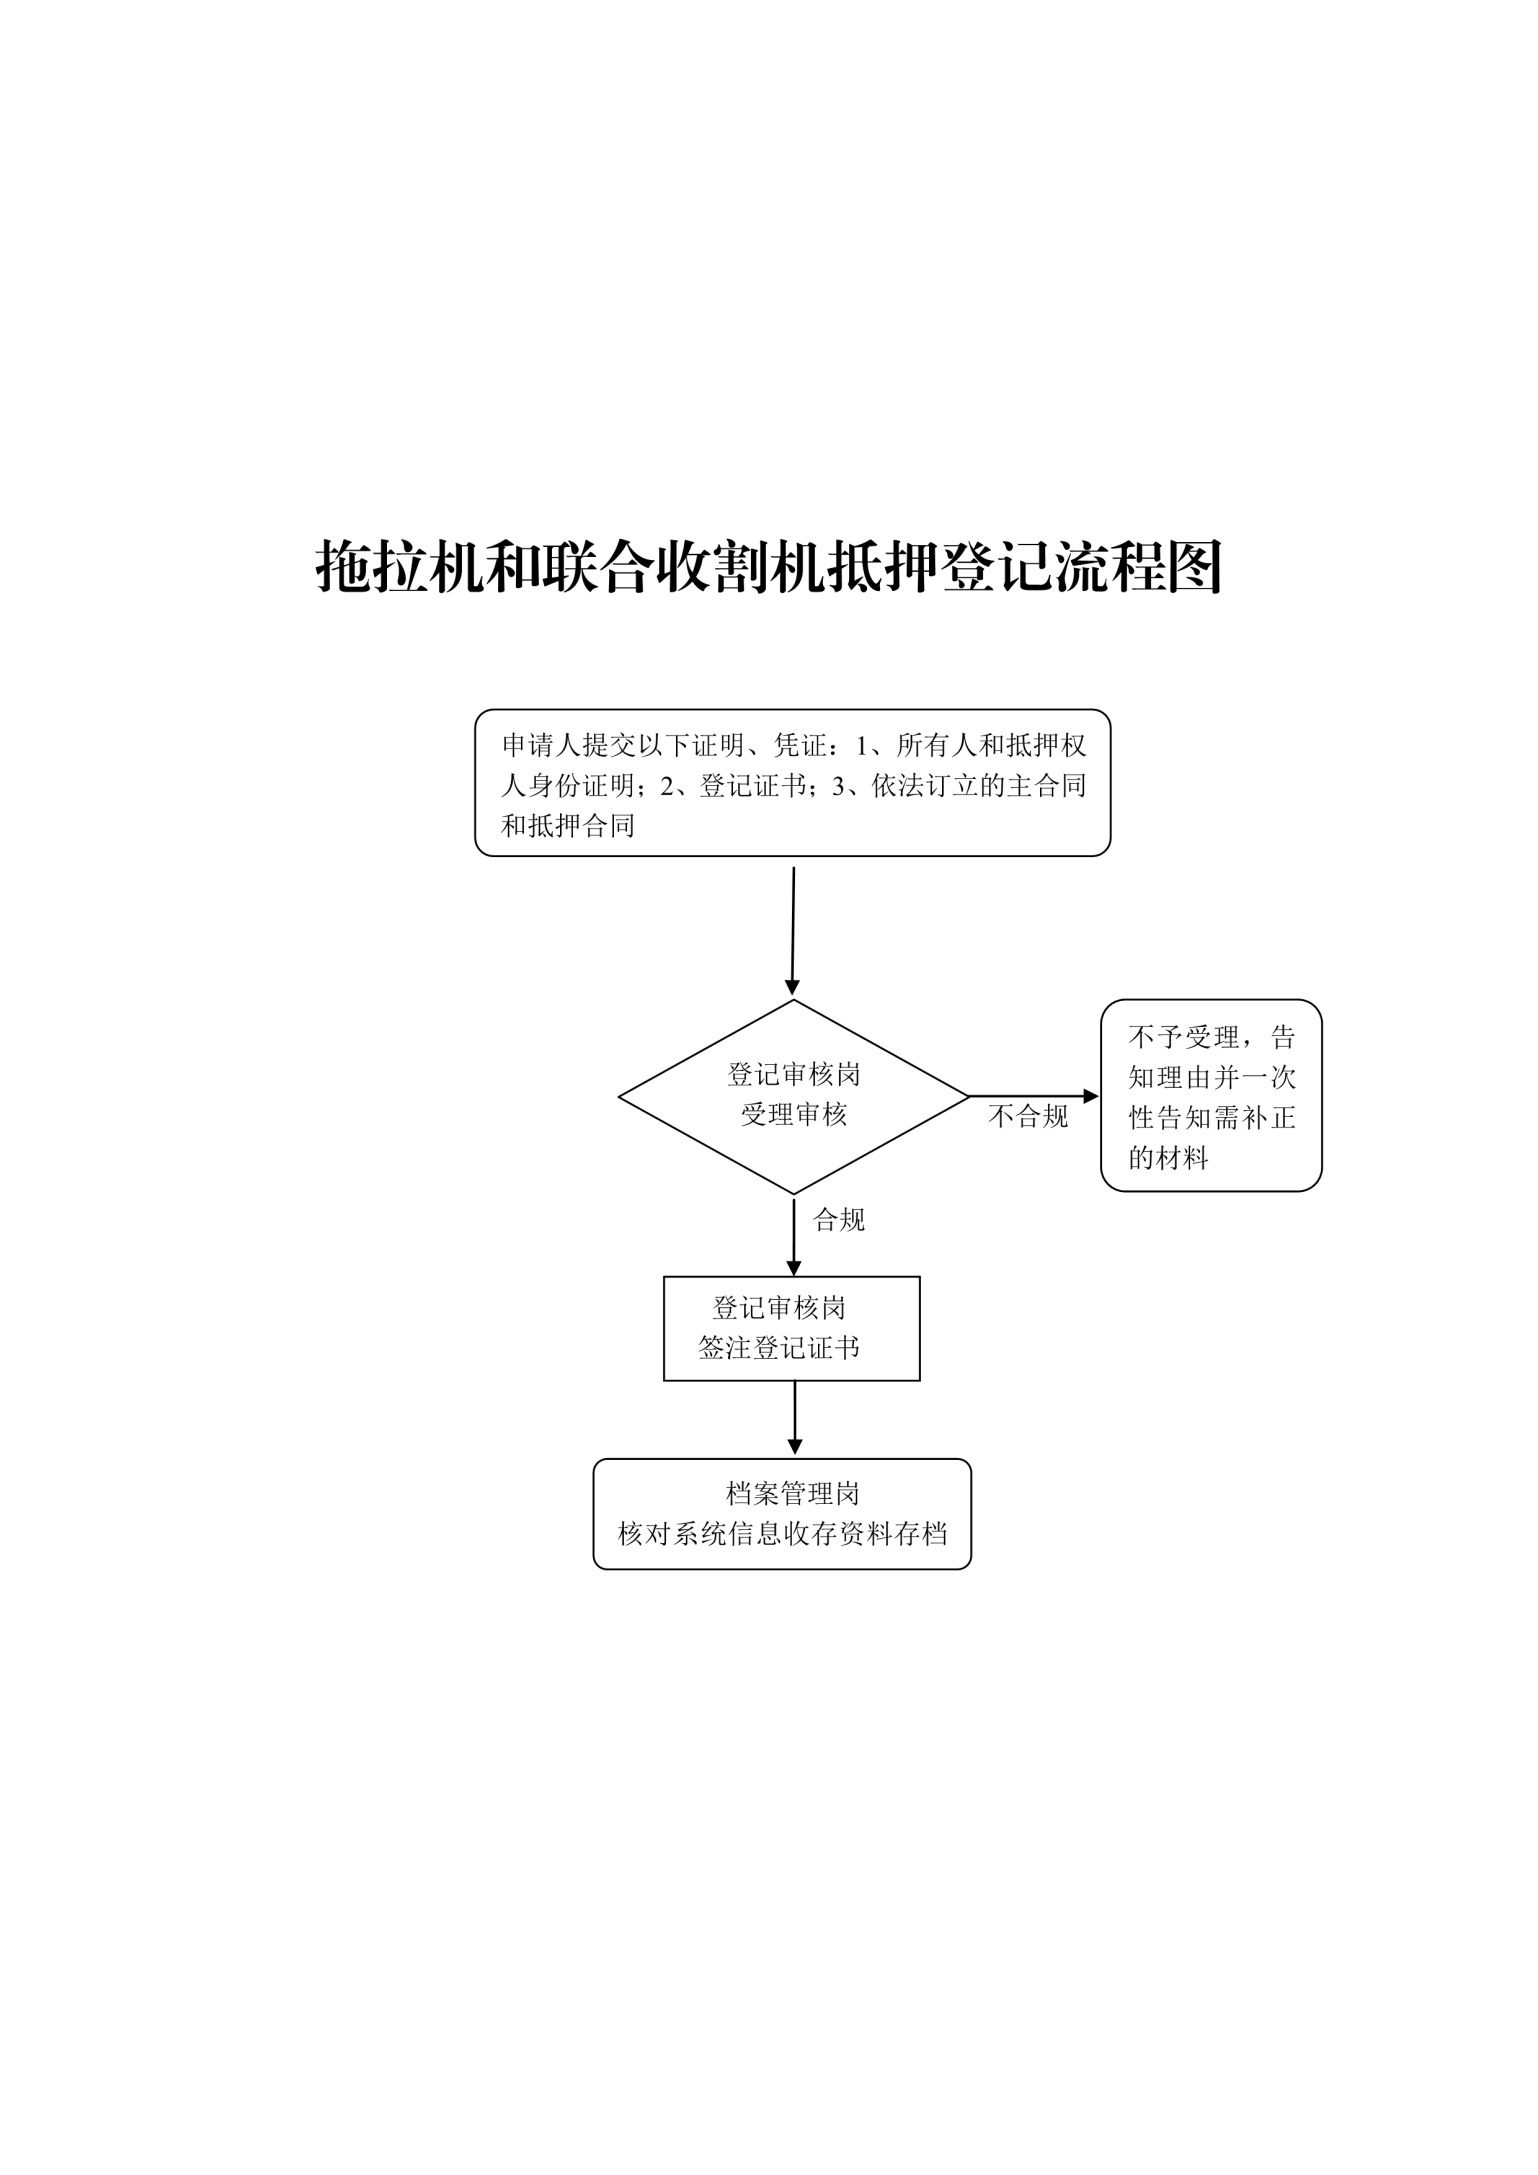 拖拉机和联合收割机抵押登记流程图
申请人提交以下证明、凭证：1、所有人和抵押权
人身份证明；2、登记证书；3、依法订立的主合同
和抵押合同
登记审核岗
受理审核
不合规
不予受理，告
知理由并一次
性告知需补正
的材料
合规
登记审核岗
签注登记证书
档案管理岗
核对系统信息收存资料存档